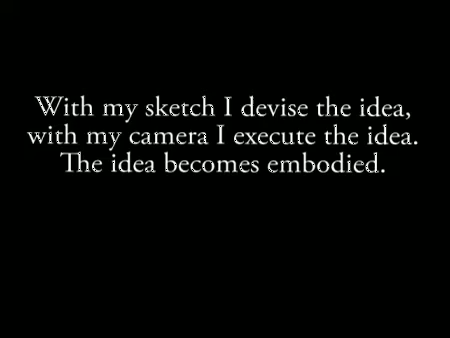 With my sketch I devise the idea,
with my camera I execute the idea.
The idea becomes embodied.